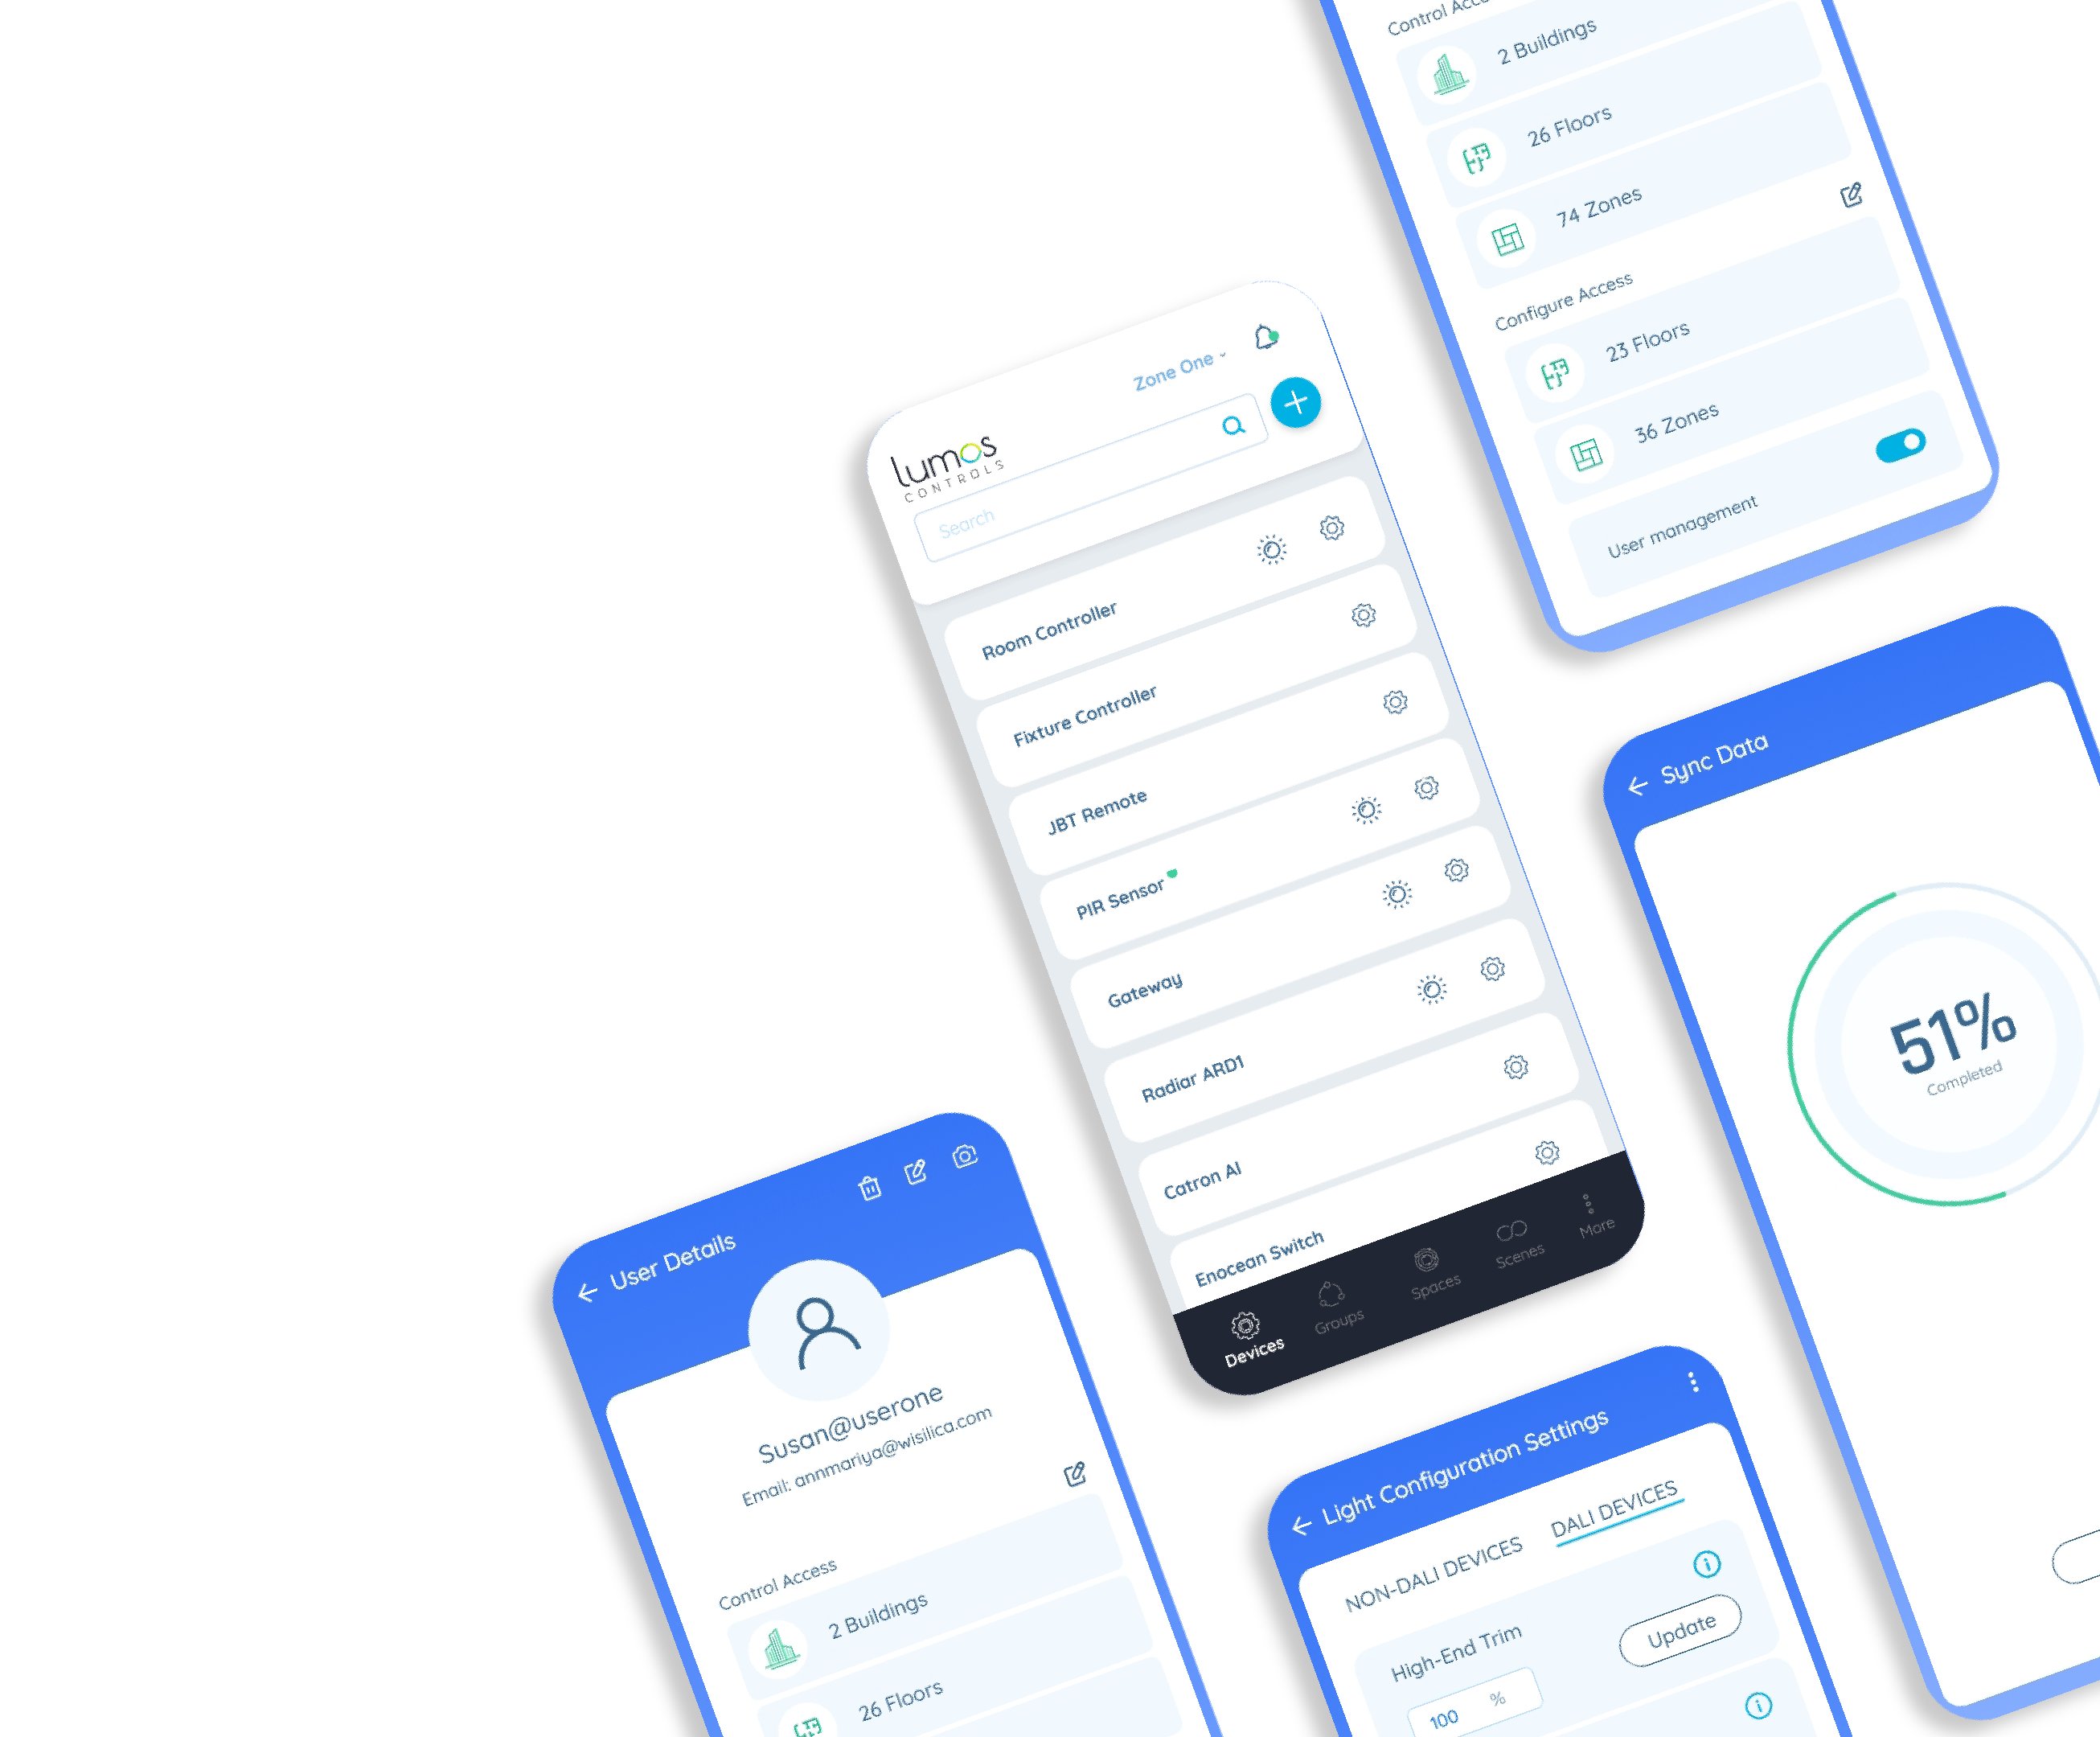 Control Acc
2 Buildings
26 Floors
74 Zones
Configure Access
23 Floors
36 Zones
User management
Zone One
lumos
CONTROLS
Search
Room Controller
Fixture Controller
JBT Remote
PIR Sensor
Gateway
Radiar ARD1
Catron AI
Enocean Switch
Devices
Groups
Spaces
Scenes
More
Sync Data
51%
Completed
User Details
Susan@userone
Email: annmariya@wisilica.com
Control Access
2 Buildings
26 Floors
Light Configuration Settings
NON-DALI DEVICES
DALI DEVICES
High-End Trim
Update
100 %